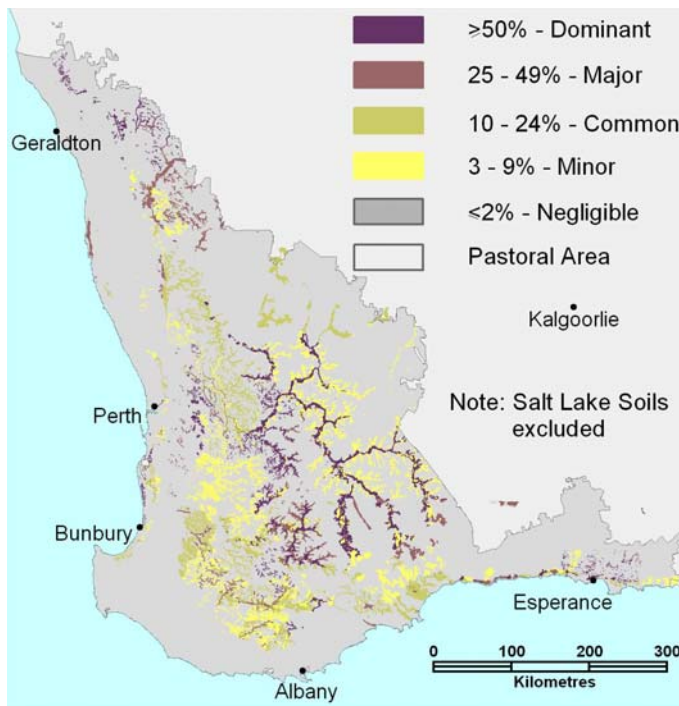 ≥50% - Dominant
25 - 49% - Major
10 - 24% - Common
3 - 9% - Minor
≤2% - Negligible
Pastoral Area
Geraldton
Kalgoorlie
Perth
Note: Salt Lake Soils
excluded
Bunbury
Esperance
Albany
0 100 200 300
Kilometres